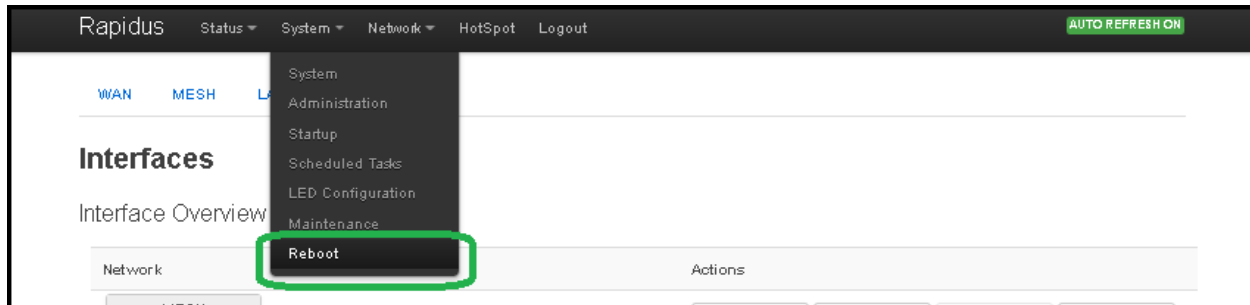 Rapidus Status System Network HotSpot Logout AUTO REFRESH ON
System
WAN MESH
Administration
Startup
Interfaces
Scheduled Tasks
LED Configuration
Interface Overview
Maintenance
Reboot
Network Actions